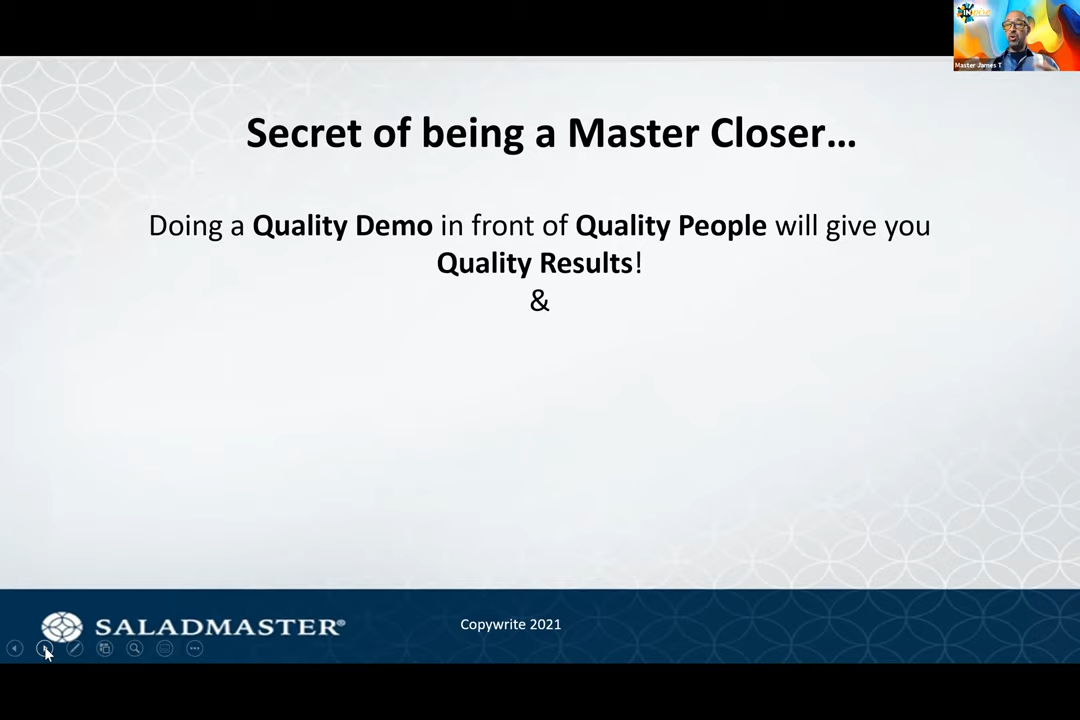 Master James T
Secret of being a Master Closer...
Doing a Quality Demo in front of Quality People will give you
Quality Results!
&
SALADMASTER®
Copywrite 2021